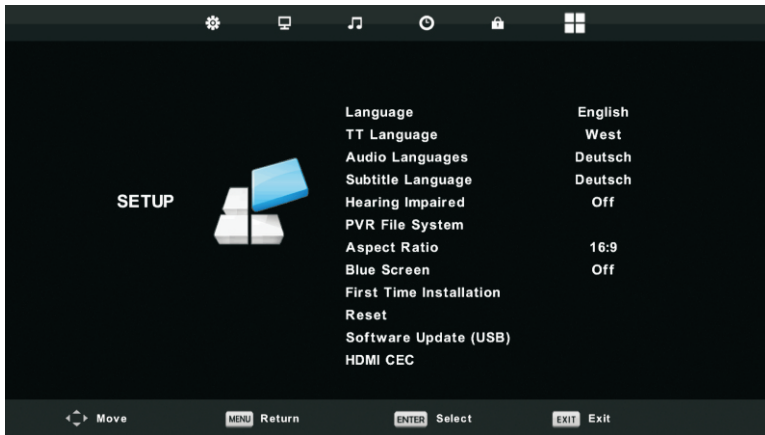 SETUP
Language English
TT Language West
Audio Languages Deutsch
Subtitle Language Deutsch
Hearing Impaired Off
PVR File System
Aspect Ratio 16:9
Blue Screen Off
First Time Installation
Reset
Software Update (USB)
HDMI CEC
Move MENU Return ENTER Select EXIT Exit